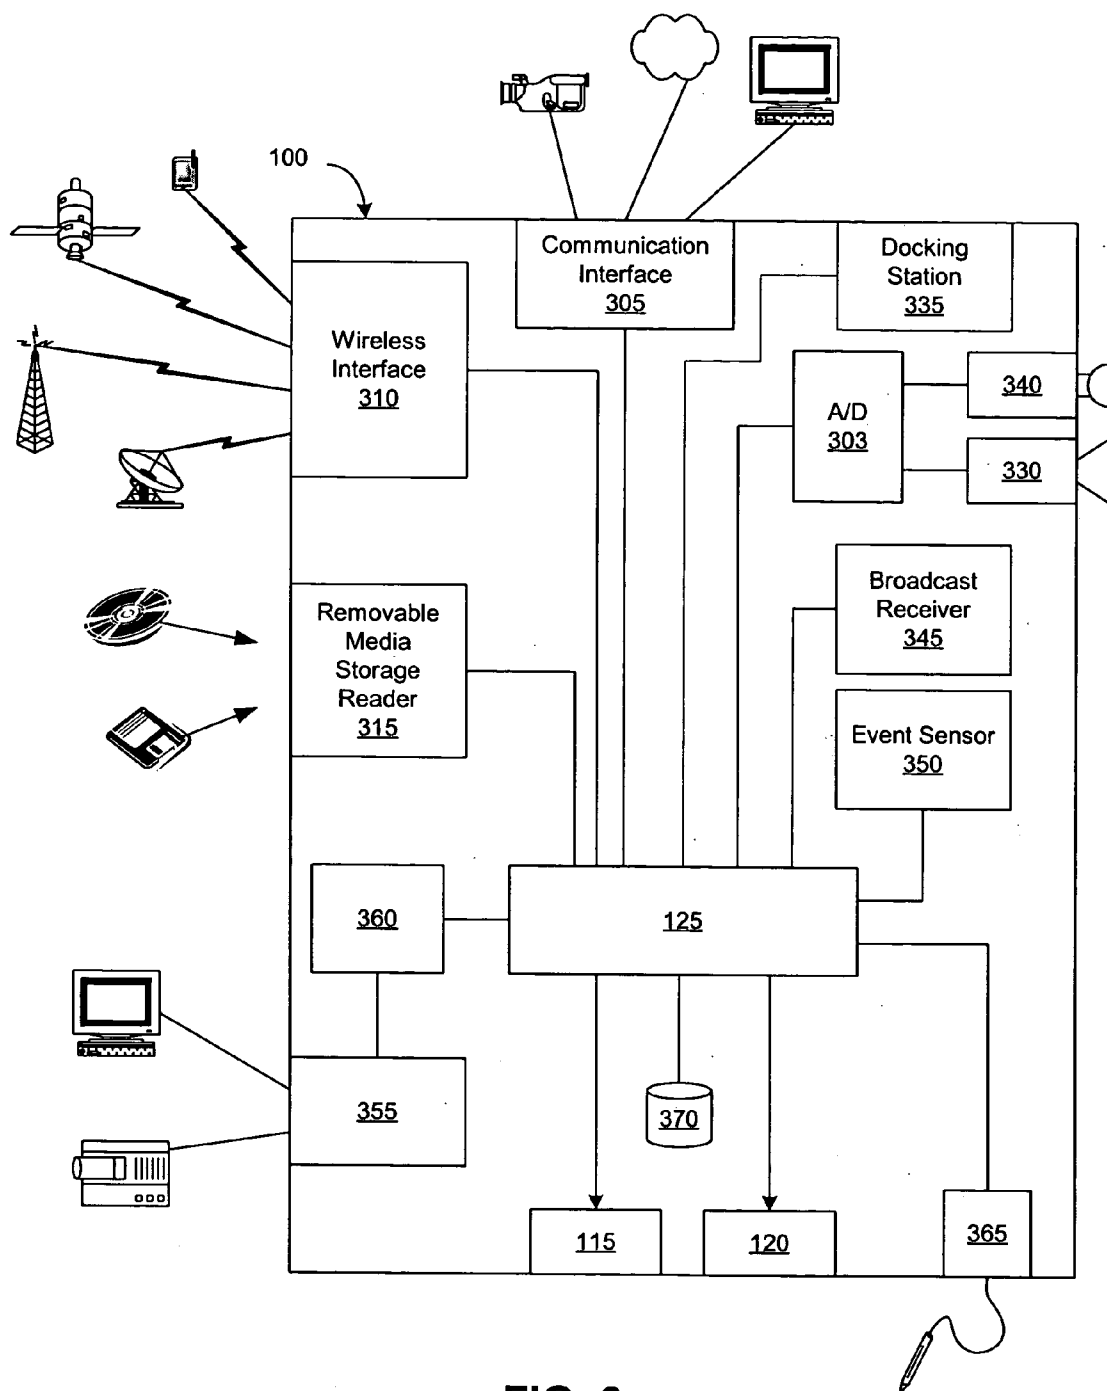 100
Communication
Interface
305
Docking
Station
335
Wireless
Interface
310
A/D
303
340
330
Broadcast
Receiver
345
Removable
Media
Storage
Reader
315
Event Sensor
350
360
125
355
370
115
120
365